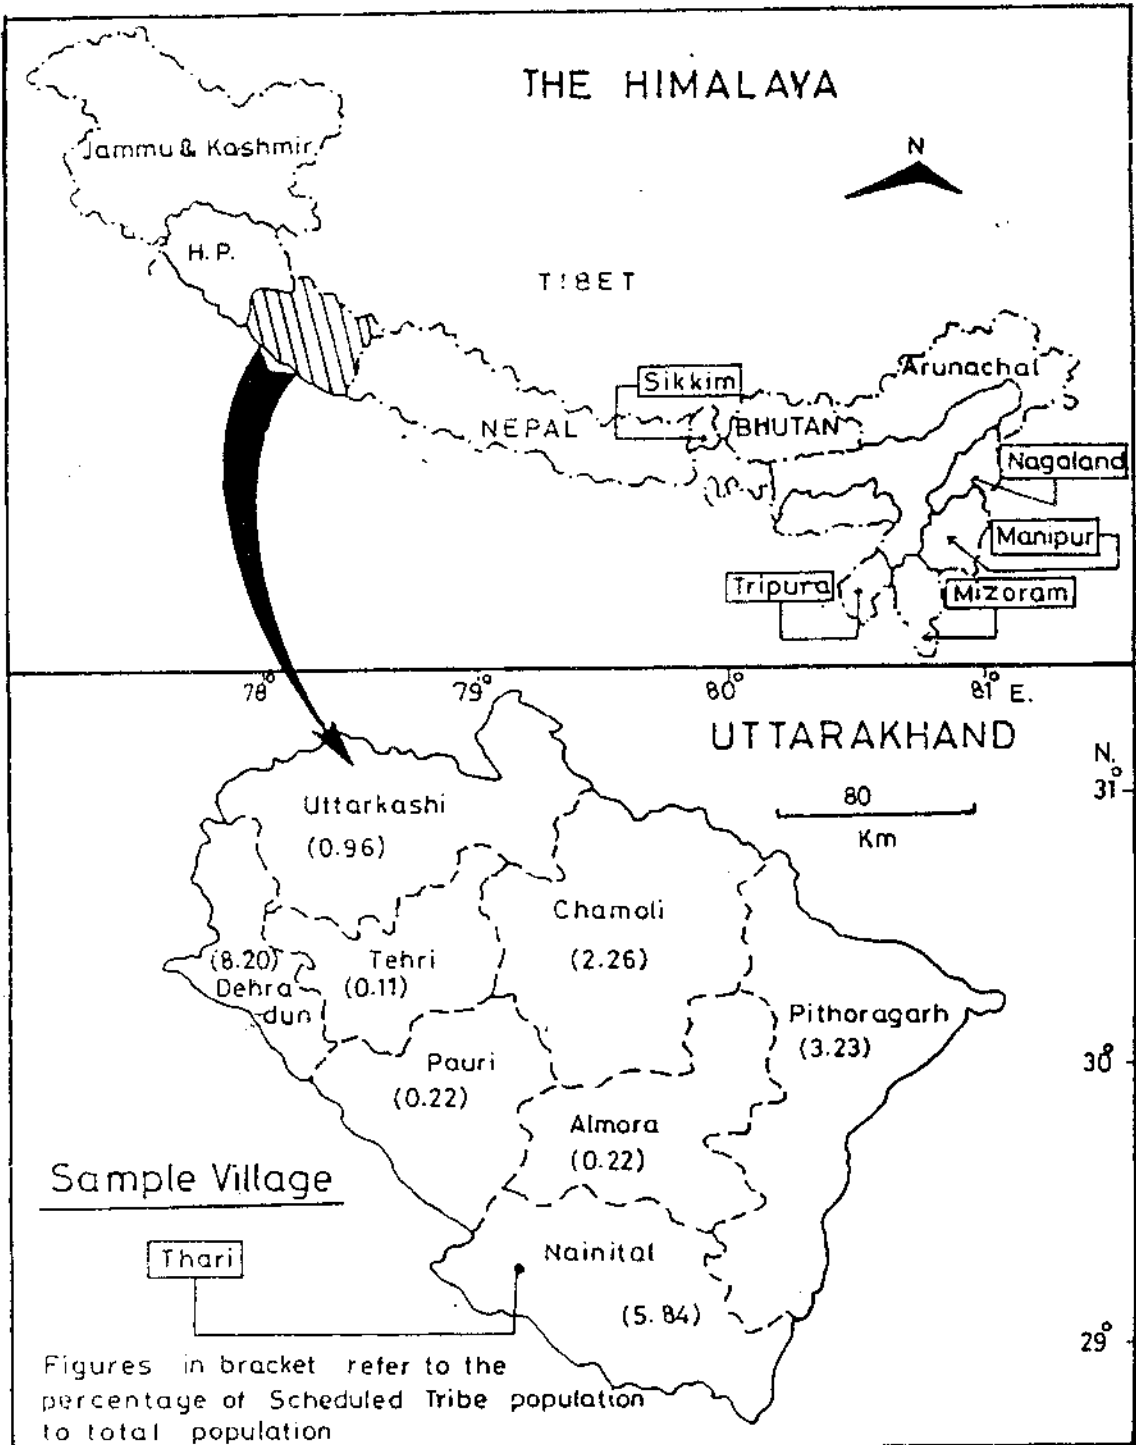 THE HIMALAYA
Jammu & Kashmir
N
H.P.
TIBET
Arunachal
Sikkim
NEPAL
BHUTAN
Nagaland
Manipur
Tripura
Mizoram
78°
79°
80°
81° E.
UTTARAKHAND
N.
31°
80
Km
Uttarkashi
(0.96)
Chamoli
(2.26)
(8.20)
Dehra
dun
Tehri
(0.11)
Pithoragarh
(3.23)
30°
Pauri
(0.22)
Almora
(0.22)
Sample Village
Thari
Nainital
(5.84)
29°
Figures in bracket refer to the
percentage of Scheduled Tribe population
to total population